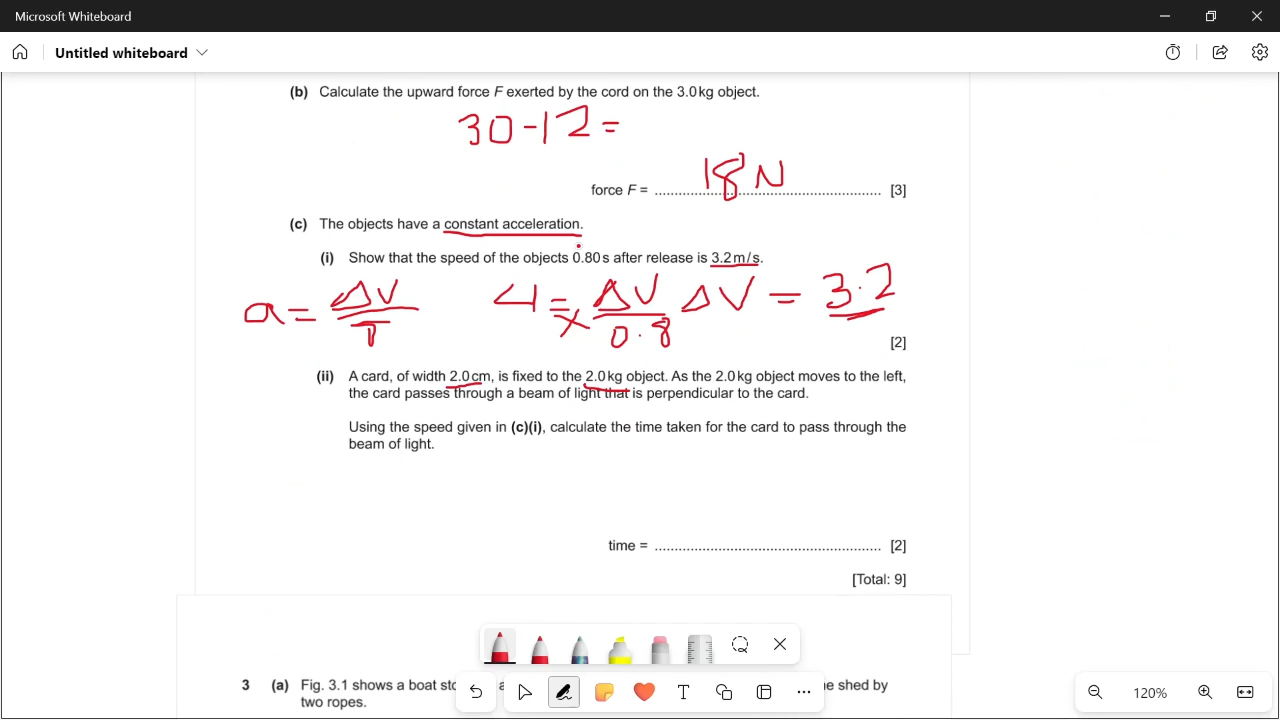 Microsoft Whiteboard
Untitled whiteboard
(b) Calculate the upward force F exerted by the cord on the 3.0 kg object.
30-12=
18 N
force F = ........................................................ [3]
(c) The objects have a constant acceleration.
(i) Show that the speed of the objects 0.80 s after release is 3.2 m/s.
a = ΔV/T 4 = ΔV/0.8 × ΔV = 3.2
[2]
(ii) A card, of width 2.0 cm, is fixed to the 2.0 kg object. As the 2.0 kg object moves to the left,
the card passes through a beam of light that is perpendicular to the card.
Using the speed given in (c)(i), calculate the time taken for the card to pass through the
beam of light.
time = ........................................................ [2]
[Total: 9]
3 (a) Fig. 3.1 shows a boat e shed by
two ropes.
120%